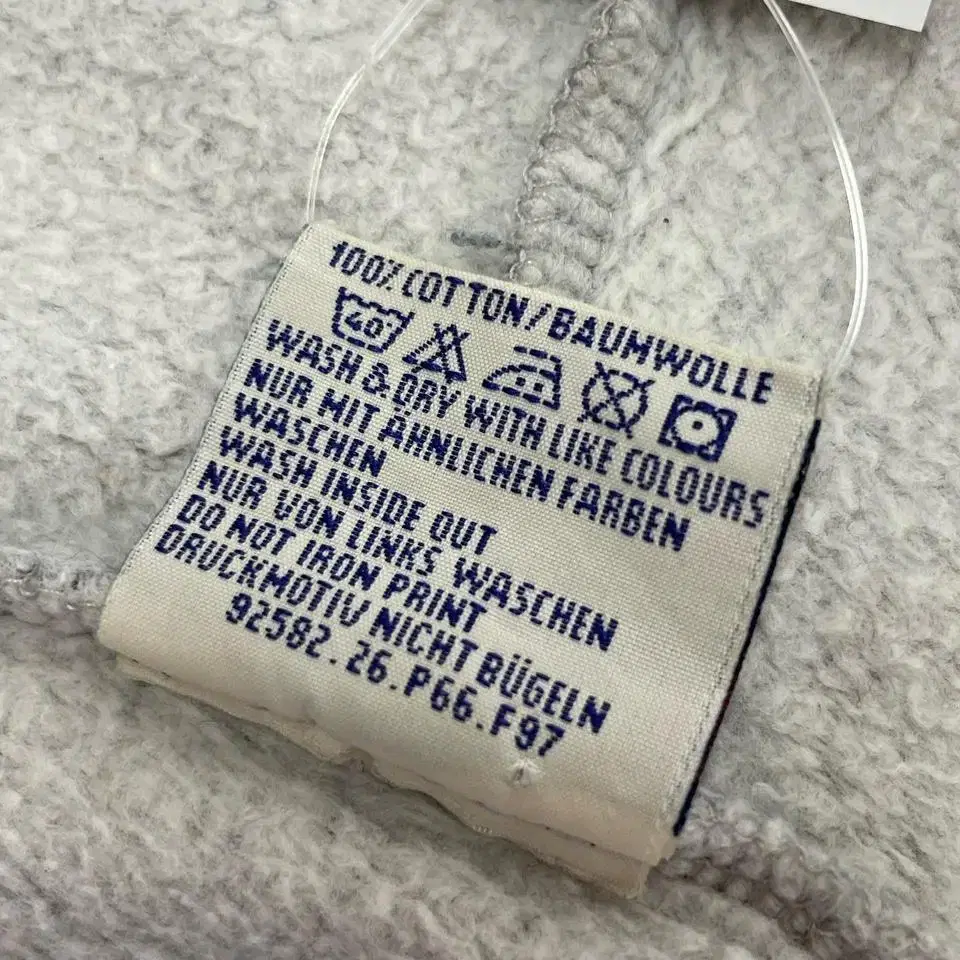 100% COTTON/BAUMWOLLE
40°
WASH & DRY WITH LIKE COLOURS
NUR MIT ÄHNLICHEN FARBEN
WASCHEN
WASH INSIDE OUT
NUR VON LINKS WASCHEN
DO NOT IRON PRINT
DRUCKMOTIV NICHT BÜGELN
92582.26.P66.F97